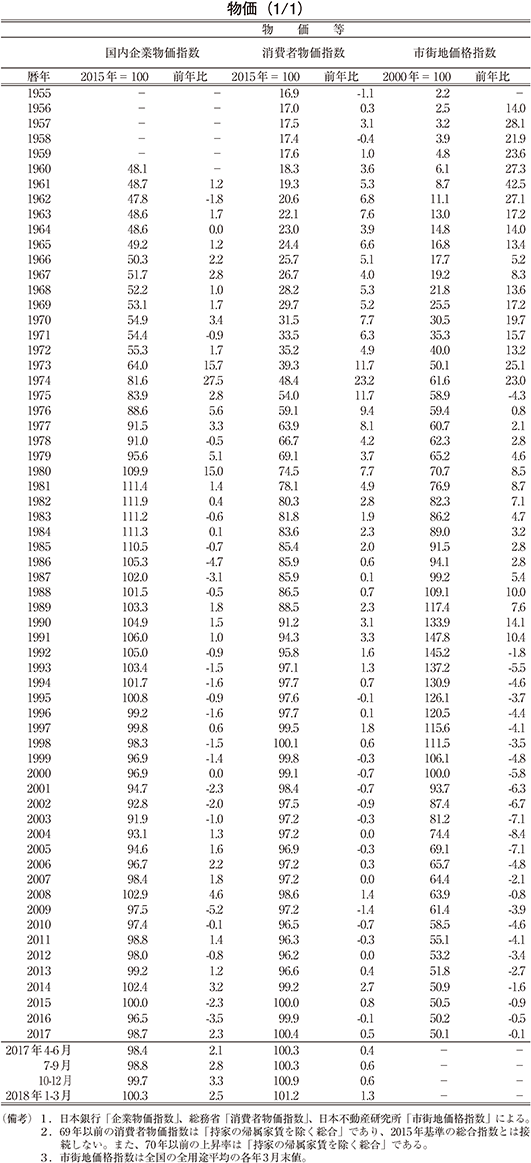 物価（1/1）
物　価　等
国内企業物価指数　消費者物価指数　市街地価格指数
暦年　2015年＝100　前年比　2015年＝100　前年比　2000年＝100　前年比
1955 － － 16.9 -1.1 2.2 －
1956 － － 17.0 0.3 2.5 14.0
1957 － － 17.5 3.1 3.2 28.1
1958 － － 17.4 -0.4 3.9 21.9
1959 － － 17.6 1.0 4.8 23.6
1960 48.1 － 18.3 3.6 6.1 27.3
1961 48.7 1.2 19.3 5.3 8.7 42.5
1962 47.8 -1.8 20.6 6.8 11.1 27.1
1963 48.6 1.7 22.1 7.6 13.0 17.2
1964 48.6 0.0 23.0 3.9 14.8 14.0
1965 49.2 1.2 24.4 6.6 16.8 13.4
1966 50.3 2.2 25.7 5.1 17.7 5.2
1967 51.7 2.8 26.7 4.0 19.2 8.3
1968 52.2 1.0 28.2 5.3 21.8 13.6
1969 53.1 1.7 29.7 5.2 25.5 17.2
1970 54.9 3.4 31.5 7.7 30.5 19.7
1971 54.4 -0.9 33.5 6.3 35.3 15.7
1972 55.3 1.7 35.2 4.9 40.0 13.2
1973 64.0 15.7 39.3 11.7 50.1 25.1
1974 81.6 27.5 48.4 23.2 61.6 23.0
1975 83.9 2.8 54.0 11.7 58.9 -4.3
1976 88.6 5.6 59.1 9.4 59.4 0.8
1977 91.5 3.3 63.9 8.1 60.7 2.1
1978 91.0 -0.5 66.7 4.2 62.3 2.8
1979 95.6 5.1 69.1 3.7 65.2 4.6
1980 109.9 15.0 74.5 7.7 70.7 8.5
1981 111.4 1.4 78.1 4.9 76.9 8.7
1982 111.9 0.4 80.3 2.8 82.3 7.1
1983 111.2 -0.6 81.8 1.9 86.2 4.7
1984 111.3 0.1 83.6 2.3 89.0 3.2
1985 110.5 -0.7 85.4 2.0 91.5 2.8
1986 105.3 -4.7 85.9 0.6 94.1 2.8
1987 102.0 -3.1 85.9 0.1 99.2 5.4
1988 101.5 -0.5 86.5 0.7 109.1 10.0
1989 103.3 1.8 88.5 2.3 117.4 7.6
1990 104.9 1.5 91.2 3.1 133.9 14.1
1991 106.0 1.0 94.3 3.3 147.8 10.4
1992 105.0 -0.9 95.8 1.6 145.2 -1.8
1993 103.4 -1.5 97.1 1.3 137.2 -5.5
1994 101.7 -1.6 97.7 0.7 130.9 -4.6
1995 100.8 -0.9 97.6 -0.1 126.1 -3.7
1996 99.2 -1.6 97.7 0.1 120.5 -4.4
1997 99.8 0.6 99.5 1.8 115.6 -4.1
1998 98.3 -1.5 100.1 0.6 111.5 -3.5
1999 96.9 -1.4 99.8 -0.3 106.1 -4.8
2000 96.9 0.0 99.1 -0.7 100.0 -5.8
2001 94.7 -2.3 98.4 -0.7 93.7 -6.3
2002 92.8 -2.0 97.5 -0.9 87.4 -6.7
2003 91.9 -1.0 97.2 -0.3 81.2 -7.1
2004 93.1 1.3 97.2 0.0 74.4 -8.4
2005 94.6 1.6 96.9 -0.3 69.1 -7.1
2006 96.7 2.2 97.2 0.3 65.7 -4.8
2007 98.4 1.8 97.2 0.0 64.4 -2.1
2008 102.9 4.6 98.6 1.4 63.9 -0.8
2009 97.5 -5.2 97.2 -1.4 61.4 -3.9
2010 97.4 -0.1 96.5 -0.7 58.5 -4.6
2011 98.8 1.4 96.3 -0.3 55.1 -4.1
2012 98.0 -0.8 96.2 0.0 53.2 -3.4
2013 99.2 1.2 96.6 0.4 51.8 -2.7
2014 102.4 3.2 99.2 2.7 50.9 -1.6
2015 100.0 -2.3 100.0 0.8 50.5 -0.9
2016 96.5 -3.5 99.9 -0.1 50.2 -0.5
2017 98.7 2.3 100.4 0.5 50.1 -0.1
2017年4-6月 98.4 2.1 100.3 0.4 － －
7-9月 98.8 2.8 100.3 0.6 － －
10-12月 99.7 3.3 100.9 0.6 － －
2018年1-3月 100.3 2.5 101.2 1.3 － －
（備考）１．日本銀行「企業物価指数」、総務省「消費者物価指数」、日本不動産研究所「市街地価格指数」による。
２．69年以前の消費者物価指数は「持家の帰属家賃を除く総合」であり、2015年基準の総合指数とは接
続しない。また、70年以前の上昇率は「持家の帰属家賃を除く総合」である。
３．市街地価格指数は全国の全用途平均の各年3月末値。